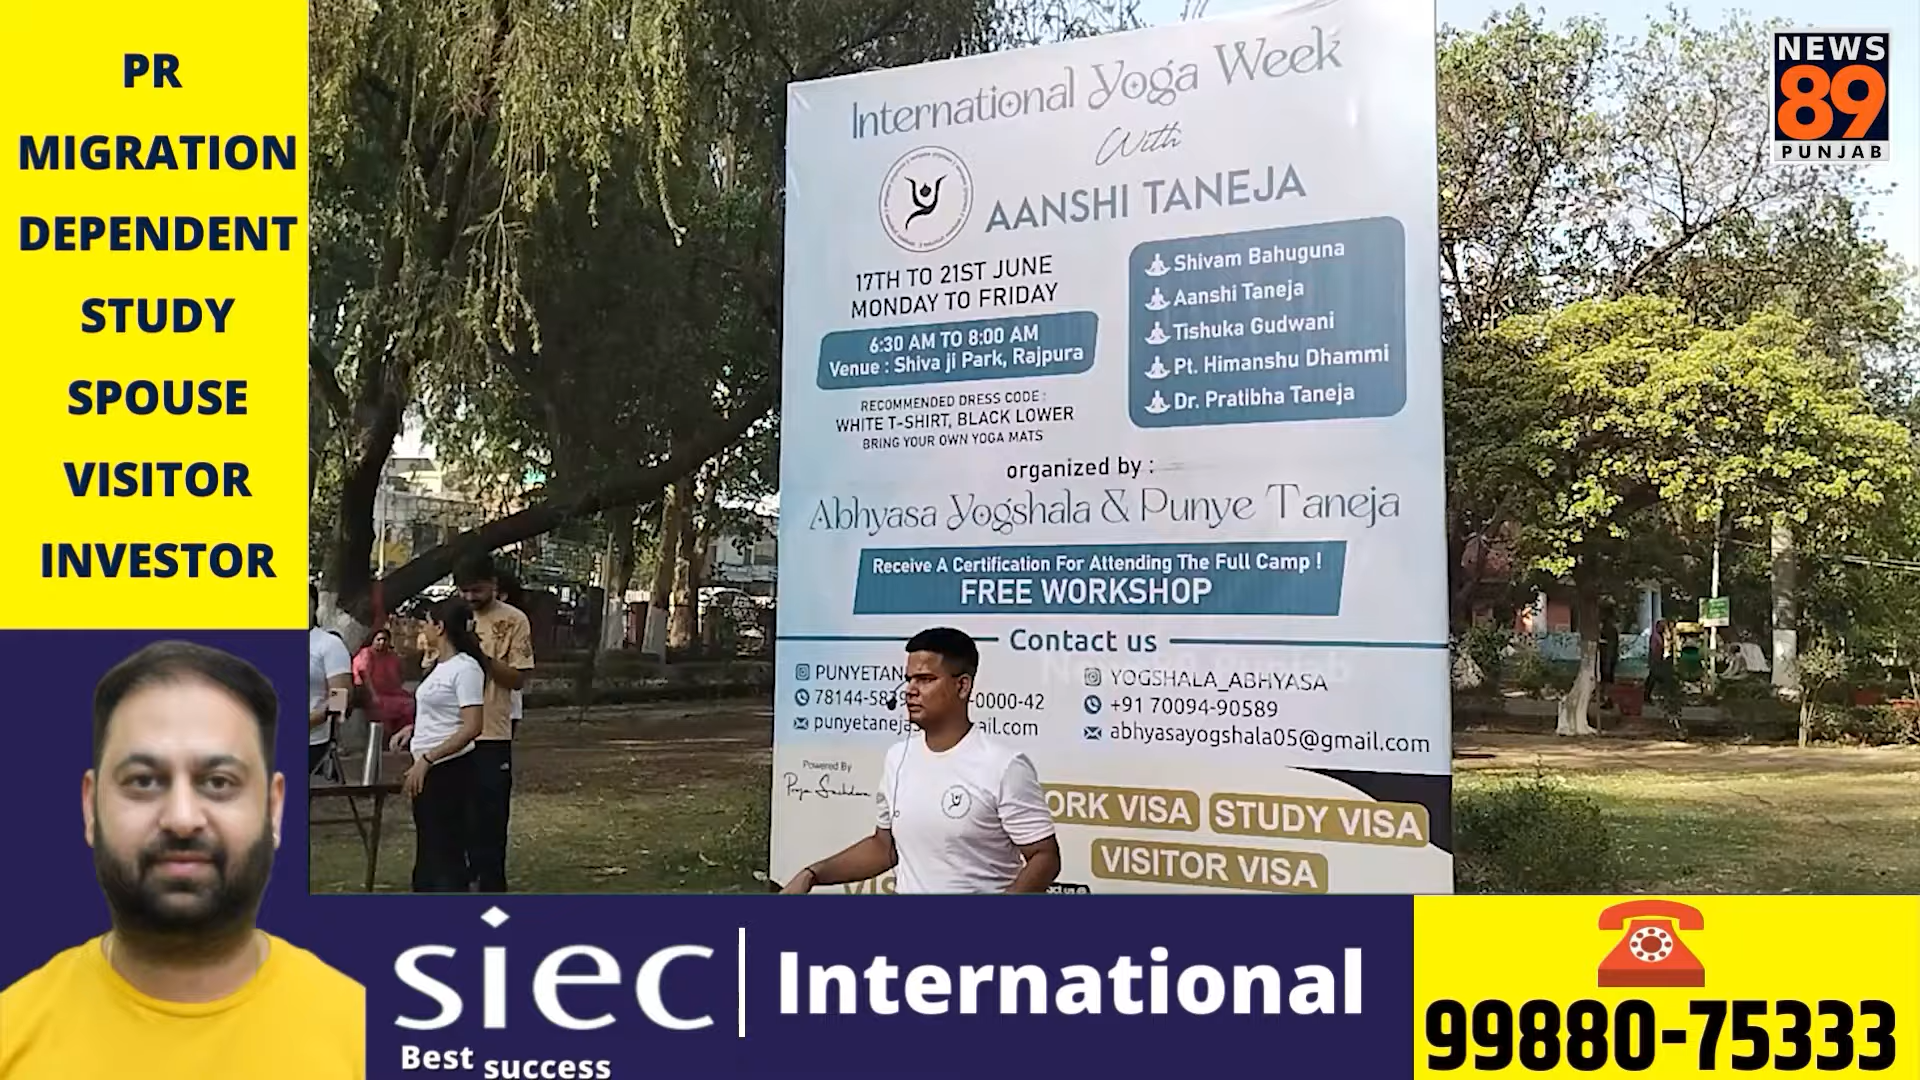 PR
MIGRATION
DEPENDENT
STUDY
SPOUSE
VISITOR
INVESTOR
NEWS
89
PUNJAB
International Yoga Week
With
AANSHI TANEJA
17TH TO 21ST JUNE
MONDAY TO FRIDAY
6:30 AM TO 8:00 AM
Venue : Shiva ji Park, Rajpura
RECOMMENDED DRESS CODE :
WHITE T-SHIRT, BLACK LOWER
BRING YOUR OWN YOGA MATS
Shivam Bahuguna
Aanshi Taneja
Tishuka Gudwani
Pt. Himanshu Dhammi
Dr. Pratibha Taneja
organized by :
Abhyasa Yogshala & Punye Taneja
Receive A Certification For Attending The Full Camp !
FREE WORKSHOP
Contact us
News 89 Punjab
YOGSHALA_ABHYASA
+91 70094-90589
abhyasayogshala05@gmail.com
Powered By
STUDY VISA
VISITOR VISA
siec
International
Best success
99880-75333